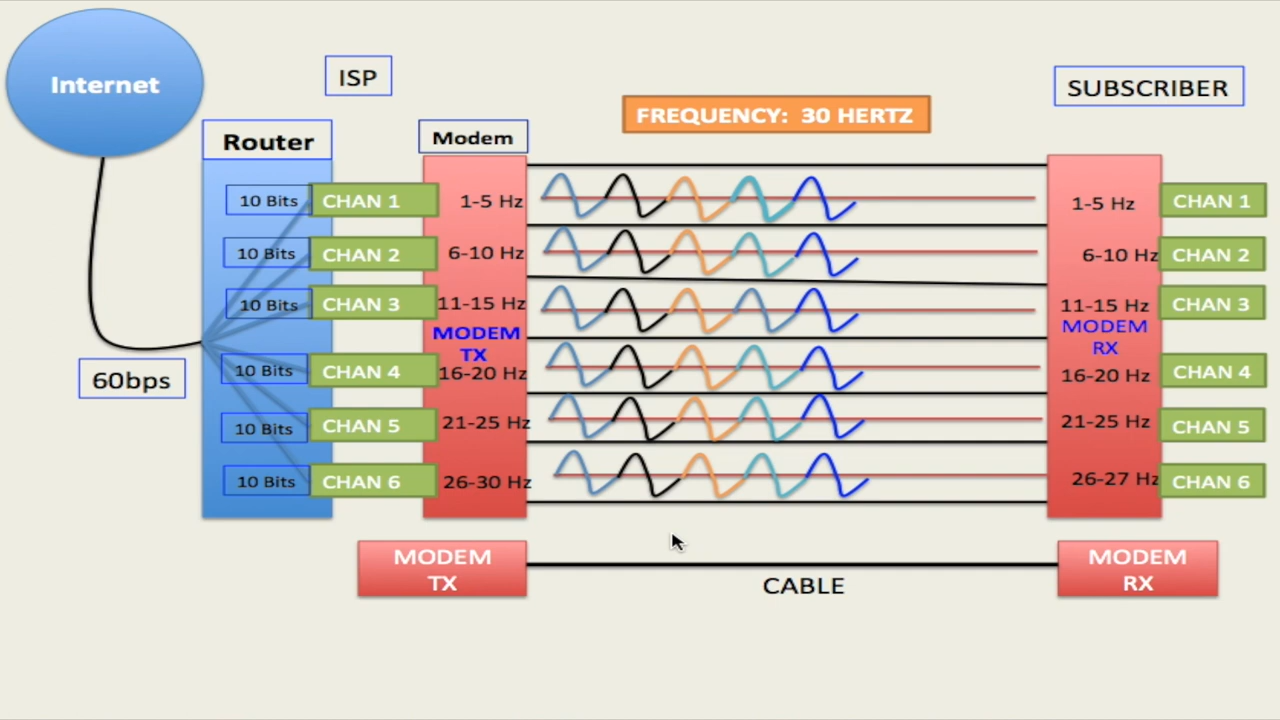 Internet
ISP
SUBSCRIBER
FREQUENCY: 30 HERTZ
Router
Modem
10 Bits CHAN 1 1-5 Hz 1-5 Hz CHAN 1
10 Bits CHAN 2 6-10 Hz 6-10 Hz CHAN 2
10 Bits CHAN 3 11-15 Hz 11-15 Hz CHAN 3
MODEM MODEM
TX RX
60bps
10 Bits CHAN 4 16-20 Hz 16-20 Hz CHAN 4
10 Bits CHAN 5 21-25 Hz 21-25 Hz CHAN 5
10 Bits CHAN 6 26-30 Hz 26-27 Hz CHAN 6
MODEM MODEM
TX RX
CABLE